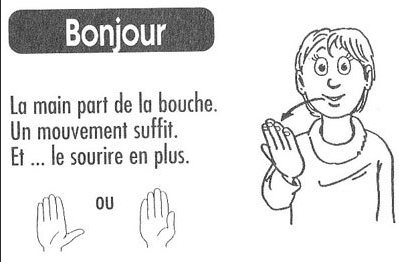 Bonjour
La main part de la bouche.
Un mouvement suffit.
Et ... le sourire en plus.
ou